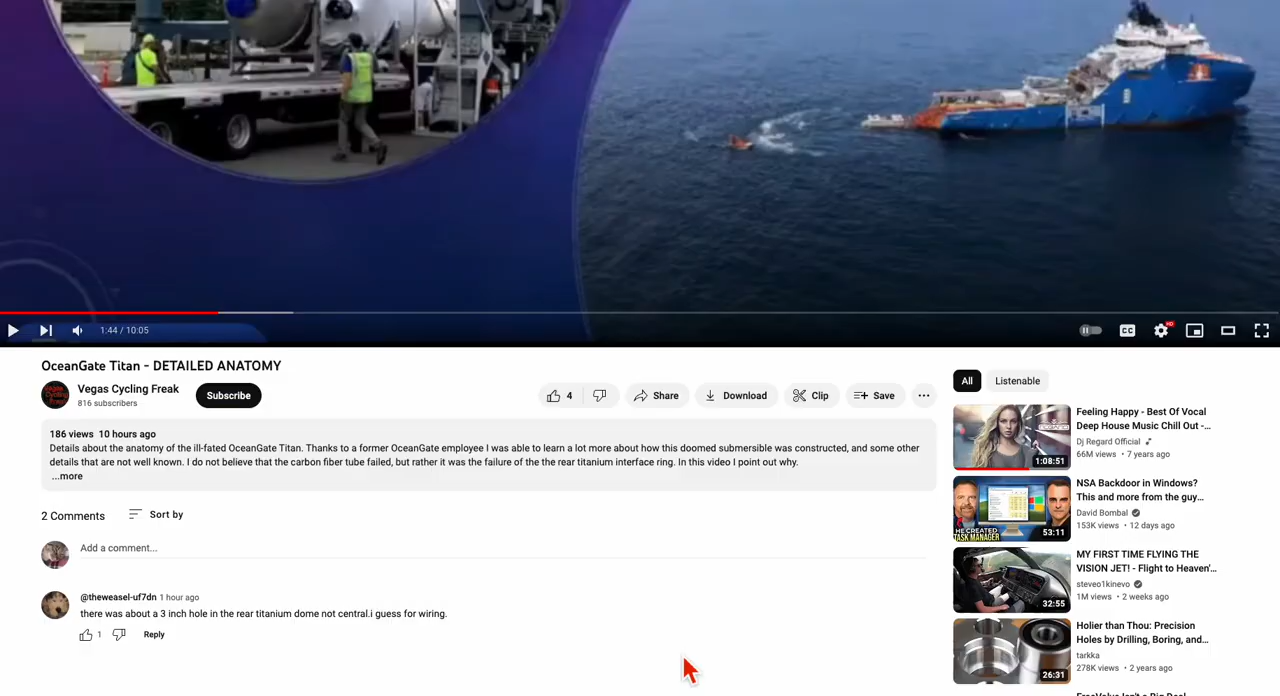 1:44 / 10:05
CC
HD
OceanGate Titan - DETAILED ANATOMY
Vegas Cycling Freak
816 subscribers
Subscribe
4
Share
Download
Clip
Save
186 views 10 hours ago
Details about the anatomy of the ill-fated OceanGate Titan. Thanks to a former OceanGate employee I was able to learn a lot more about how this doomed submersible was constructed, and some other
details that are not well known. I do not believe that the carbon fiber tube failed, but rather it was the failure of the the rear titanium interface ring. In this video I point out why.
...more
2 Comments
Sort by
Add a comment...
@theweasel-uf7dn 1 hour ago
there was about a 3 inch hole in the rear titanium dome not central.i guess for wiring.
1
Reply
All
Listenable
1:08:51
Feeling Happy - Best Of Vocal
Deep House Music Chill Out -...
Dj Regard Official
66M views • 7 years ago
HE CREATED
TASK MANAGER
53:11
NSA Backdoor in Windows?
This and more from the guy...
David Bombal
153K views • 12 days ago
32:55
MY FIRST TIME FLYING THE
VISION JET! - Flight to Heaven'...
steveo1kinevo
1M views • 2 weeks ago
26:31
Holier than Thou: Precision
Holes by Drilling, Boring, and...
tarkka
278K views • 2 years ago